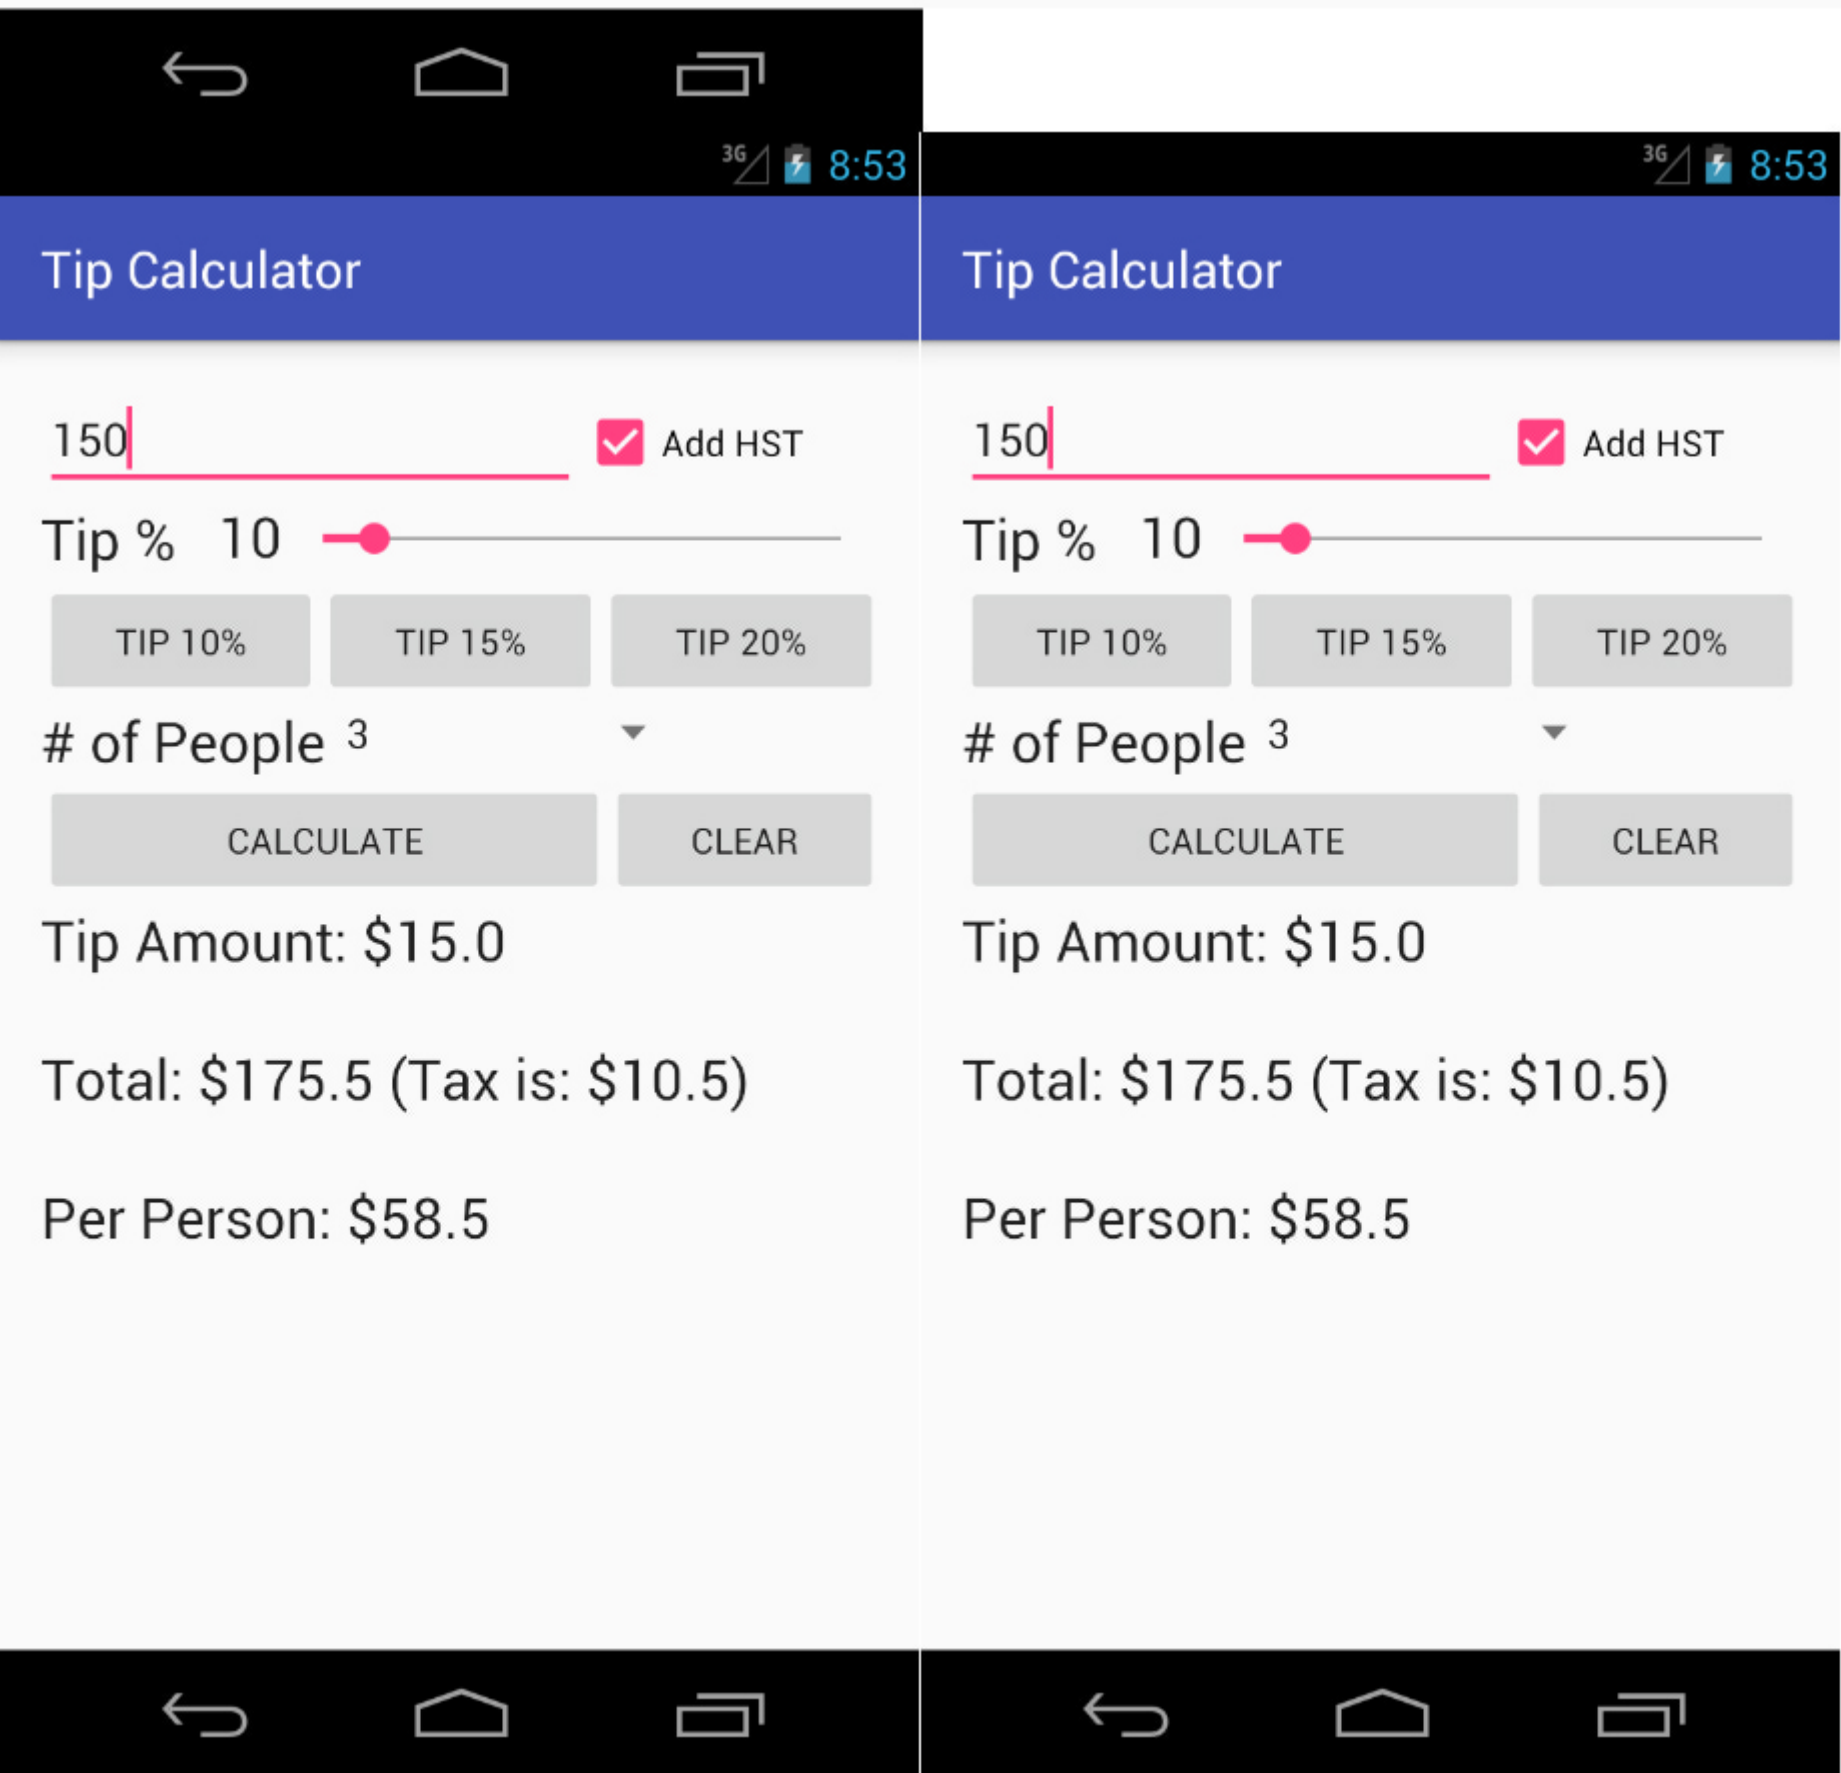 3G 8:53
Tip Calculator
150 Add HST
Tip % 10
TIP 10% TIP 15% TIP 20%
# of People 3
CALCULATE CLEAR
Tip Amount: $15.0
Total: $175.5 (Tax is: $10.5)
Per Person: $58.5
3G 8:53
Tip Calculator
150 Add HST
Tip % 10
TIP 10% TIP 15% TIP 20%
# of People 3
CALCULATE CLEAR
Tip Amount: $15.0
Total: $175.5 (Tax is: $10.5)
Per Person: $58.5